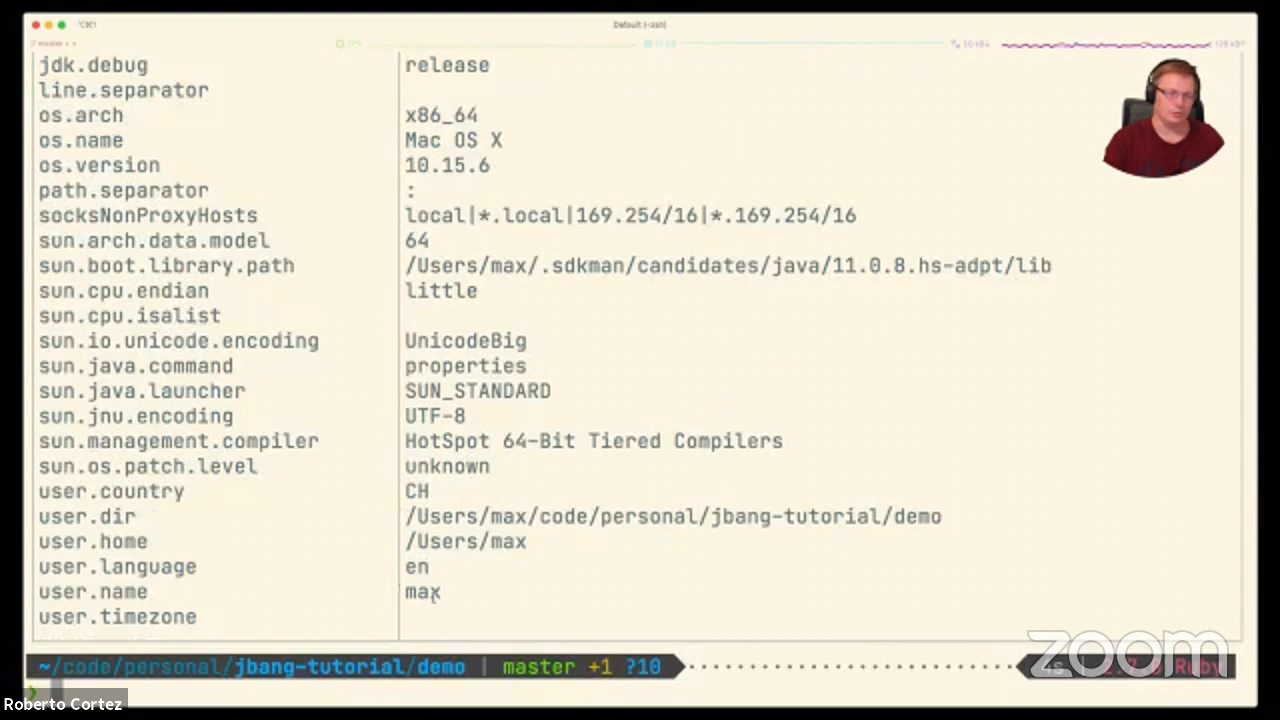 Default (-zsh)
master
jdk.debug release
line.separator
os.arch x86_64
os.name Mac OS X
os.version 10.15.6
path.separator :
socksNonProxyHosts local|*.local|169.254/16|*.169.254/16
sun.arch.data.model 64
sun.boot.library.path /Users/max/.sdkman/candidates/java/11.0.8.hs-adpt/lib
sun.cpu.endian little
sun.cpu.isalist
sun.io.unicode.encoding UnicodeBig
sun.java.command properties
sun.java.launcher SUN_STANDARD
sun.jnu.encoding UTF-8
sun.management.compiler HotSpot 64-Bit Tiered Compilers
sun.os.patch.level unknown
user.country CH
user.dir /Users/max/code/personal/jbang-tutorial/demo
user.home /Users/max
user.language en
user.name max
user.timezone
~/code/personal/jbang-tutorial/demo | master +1 ?10 4s Ruby
zoom
Roberto Cortez